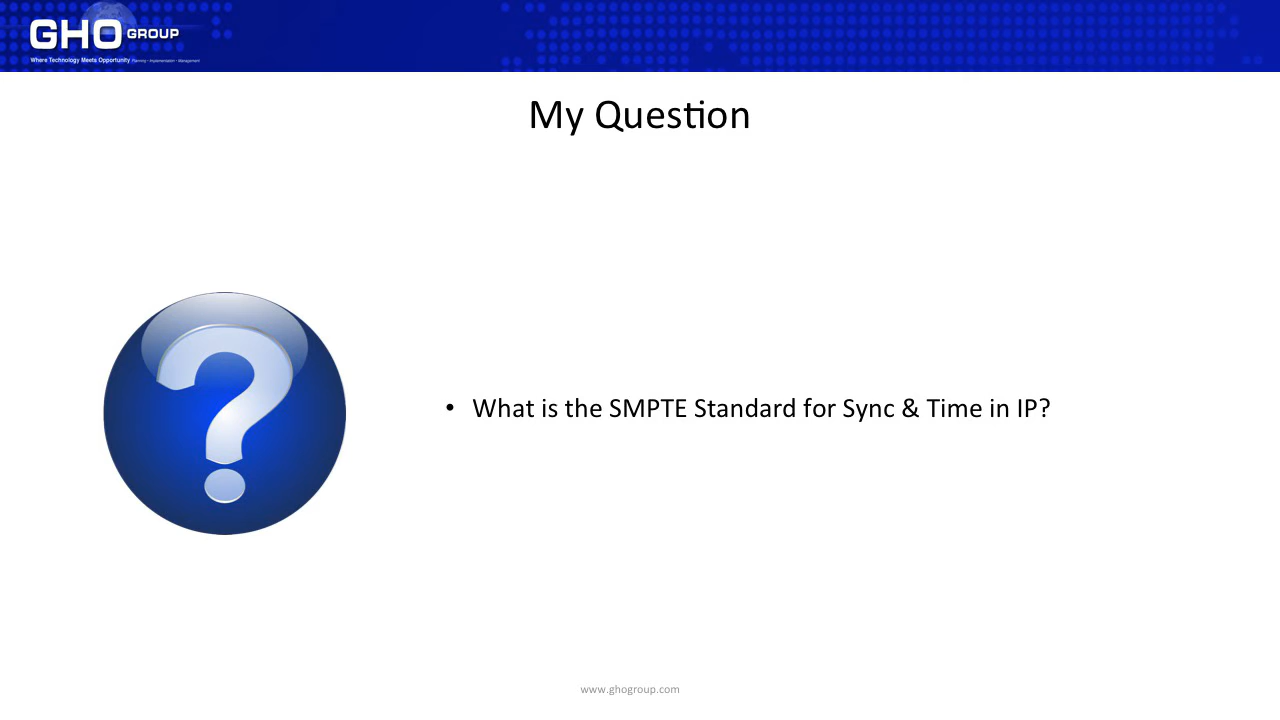 GHO GROUP
Where Technology Meets Opportunity Planning - Implementation - Management
My Question
• What is the SMPTE Standard for Sync & Time in IP?
www.ghogroup.com